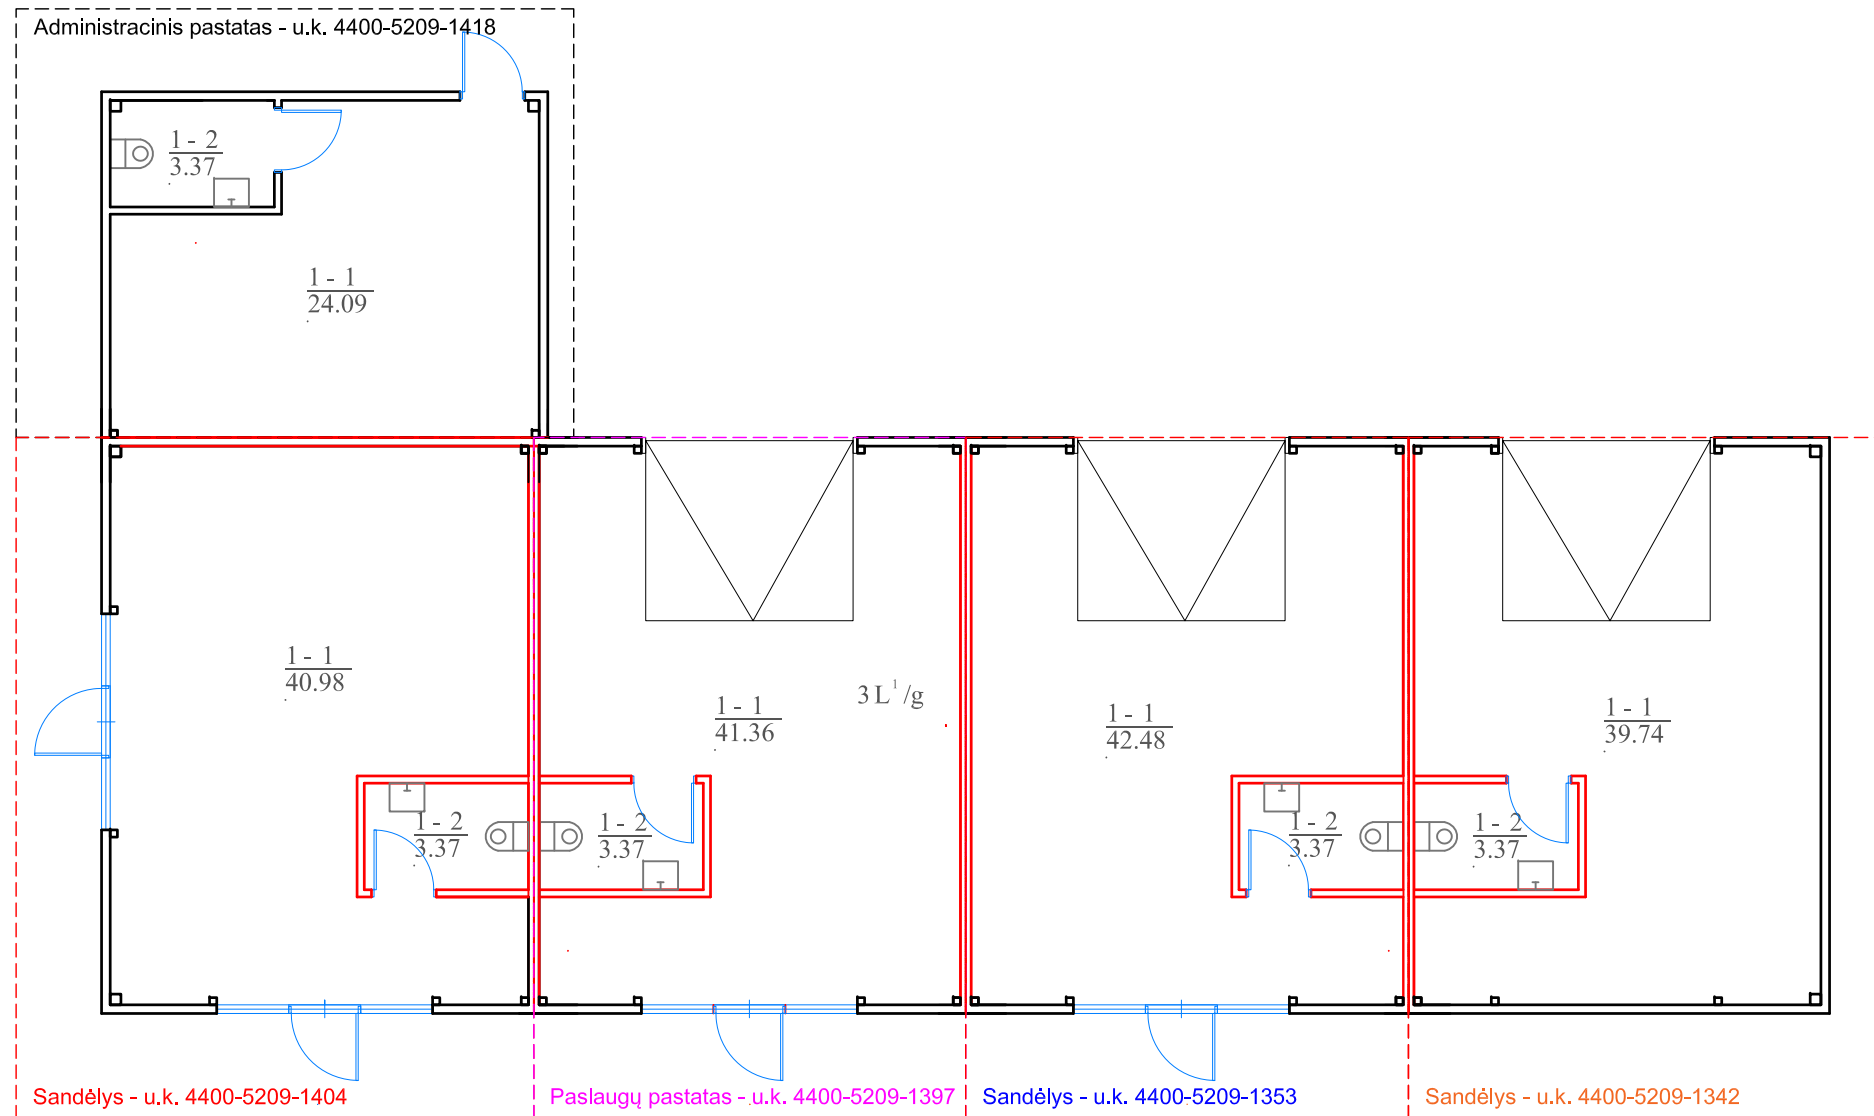 Administracinis pastatas - u.k. 4400-5209-1418
1 - 2
3.37
1 - 1
24.09
1 - 1
40.98
3 L¹/g
1 - 1
41.36
1 - 1
42.48
1 - 1
39.74
1 - 2
3.37
1 - 2
3.37
1 - 2
3.37
1 - 2
3.37
Sandėlys - u.k. 4400-5209-1404
Paslaugų pastatas - u.k. 4400-5209-1397
Sandėlys - u.k. 4400-5209-1353
Sandėlys - u.k. 4400-5209-1342